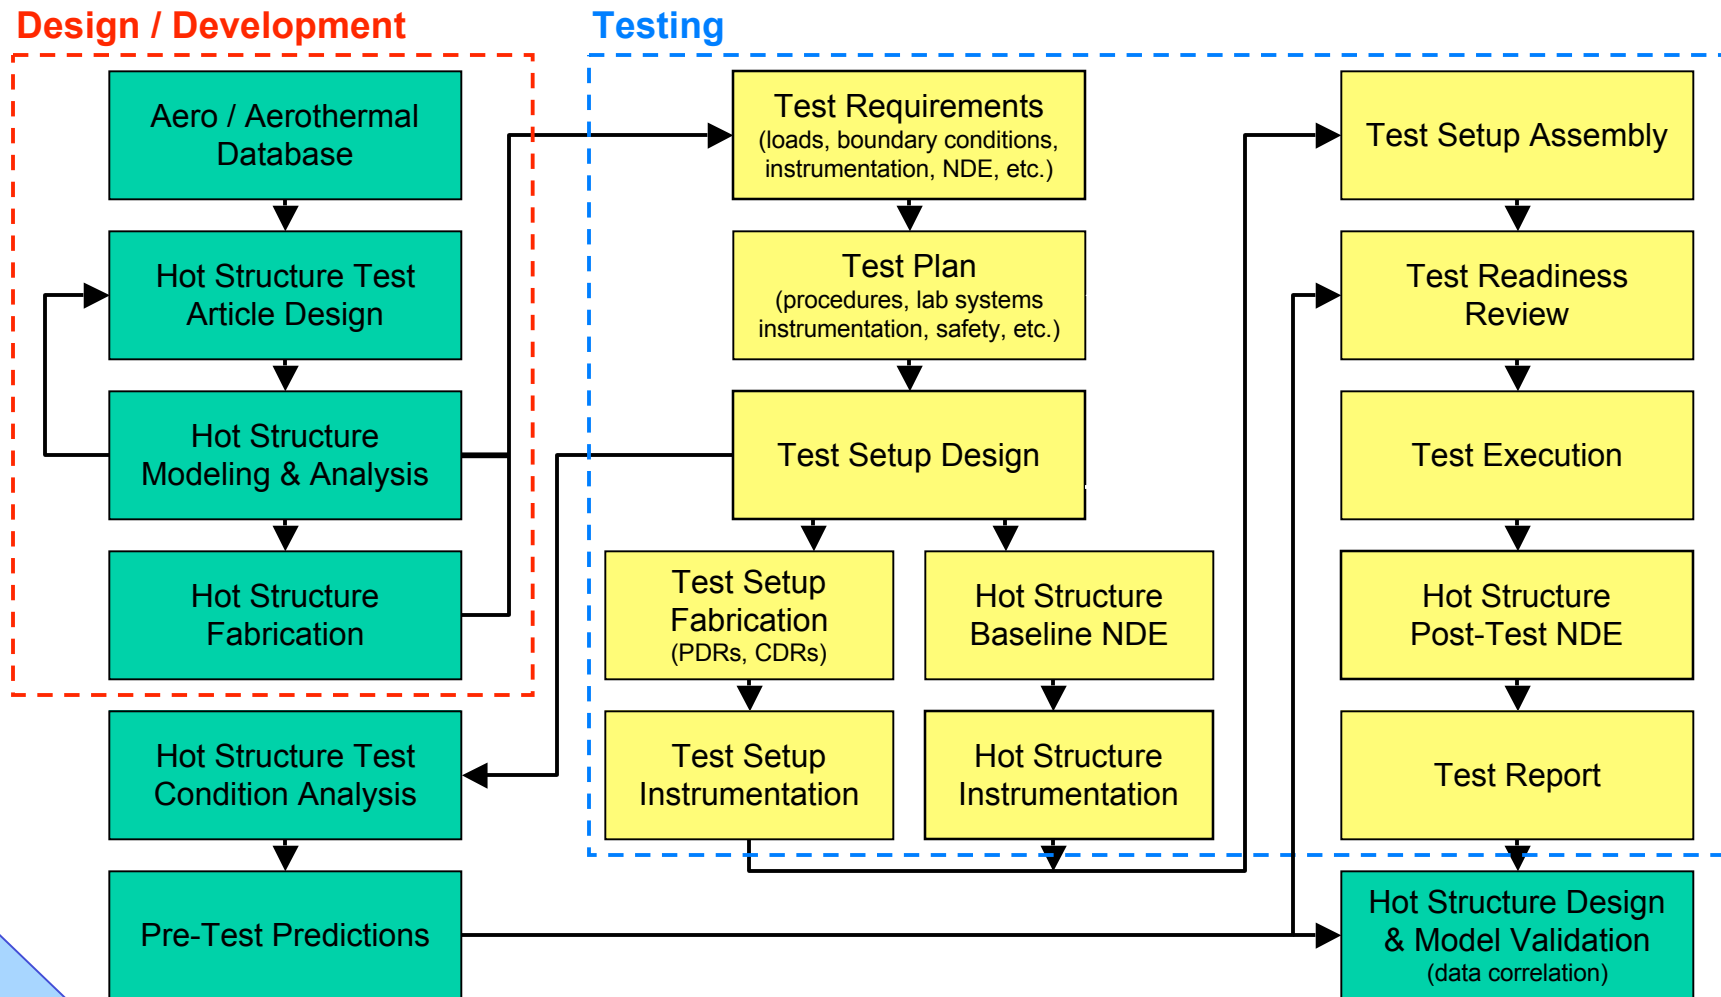 Design / Development
Aero / Aerothermal
Database
Hot Structure Test
Article Design
Hot Structure
Modeling & Analysis
Hot Structure
Fabrication
Hot Structure Test
Condition Analysis
Pre-Test Predictions
Testing
Test Requirements
(loads, boundary conditions,
instrumentation, NDE, etc.)
Test Plan
(procedures, lab systems
instrumentation, safety, etc.)
Test Setup Design
Test Setup
Fabrication
(PDRs, CDRs)
Hot Structure
Baseline NDE
Test Setup
Instrumentation
Hot Structure
Instrumentation
Test Setup Assembly
Test Readiness
Review
Test Execution
Hot Structure
Post-Test NDE
Test Report
Hot Structure Design
& Model Validation
(data correlation)